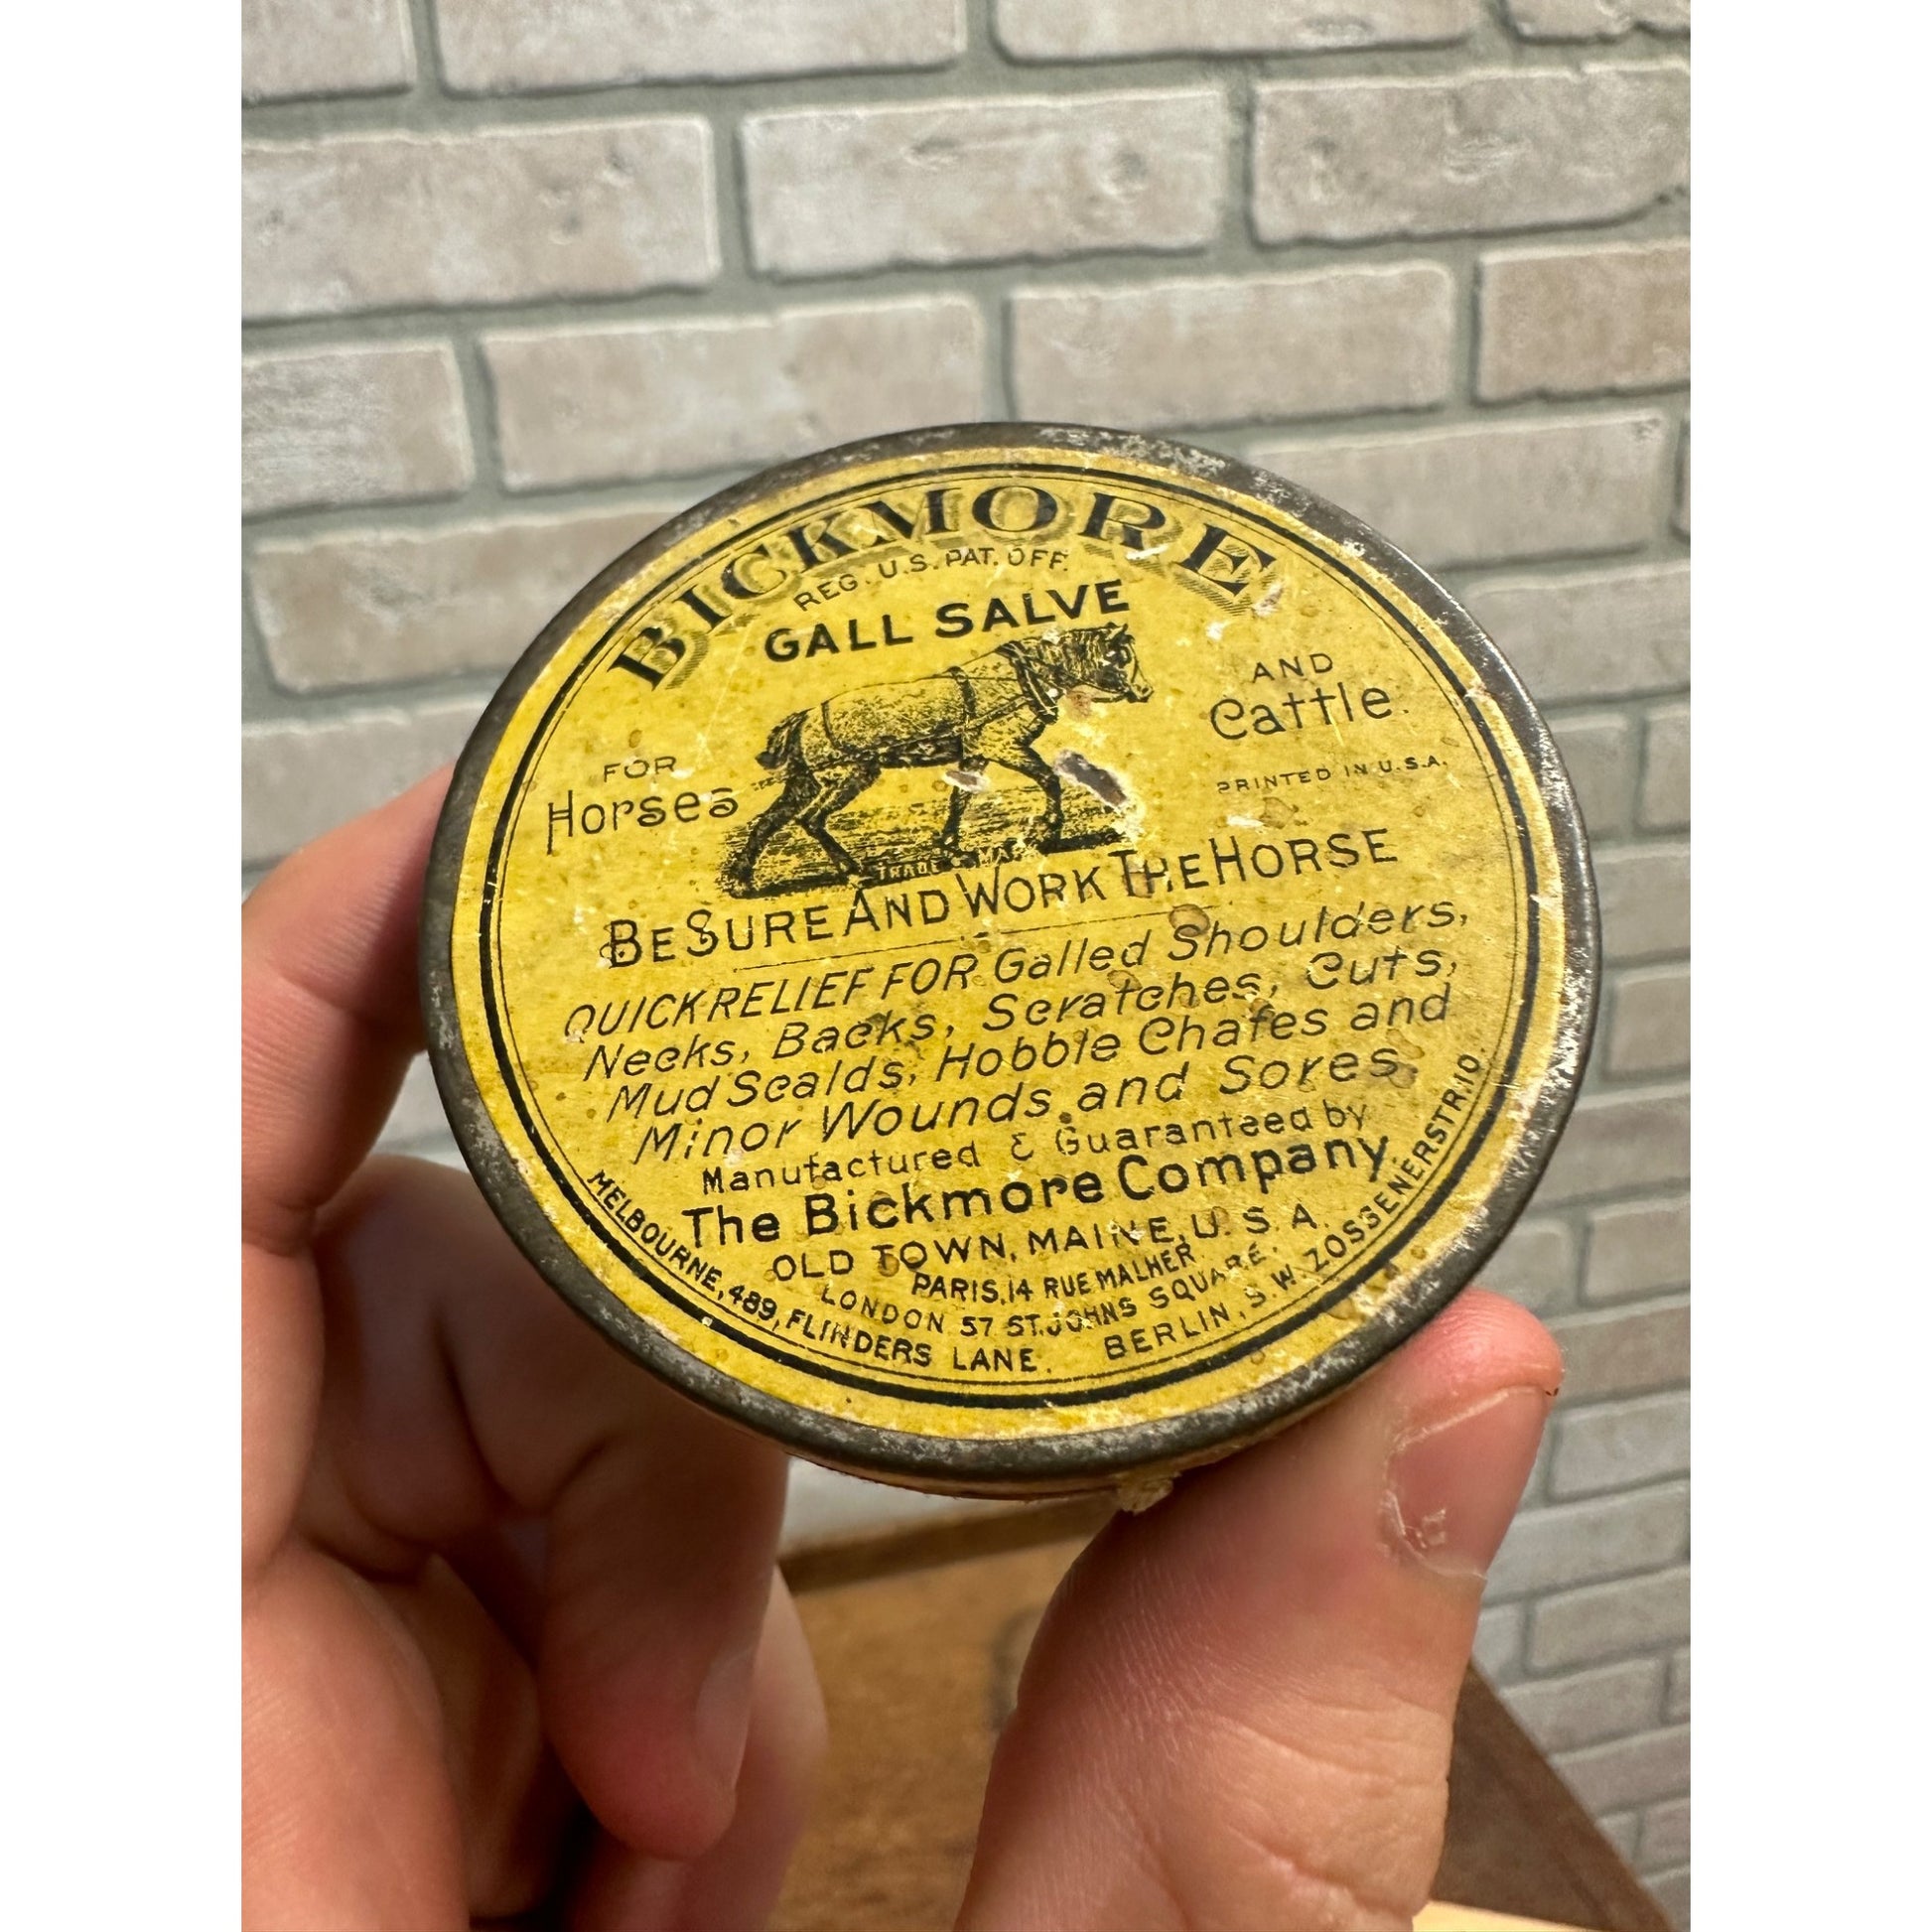 BICKMORE
REG. U.S. PAT. OFF.
GALL SALVE
FOR
Horses
AND
Cattle.
PRINTED IN U.S.A.
TRADE MAR
BE SURE AND WORK THE HORSE
QUICK RELIEF FOR Galled Shoulders,
Necks, Backs, Scratches, Cuts,
Mud Scalds, Hobble Chafes and
Minor Wounds and Sores.
Manufactured & Guaranteed by
The Bickmore Company.
OLD TOWN, MAINE, U.S.A.
PARIS, 14 RUE MALHER.
LONDON 57 ST. JOHNS SQUARE.
MELBOURNE, 489, FLINDERS LANE.
BERLIN, S.W. ZOSSENERSTR. 10.